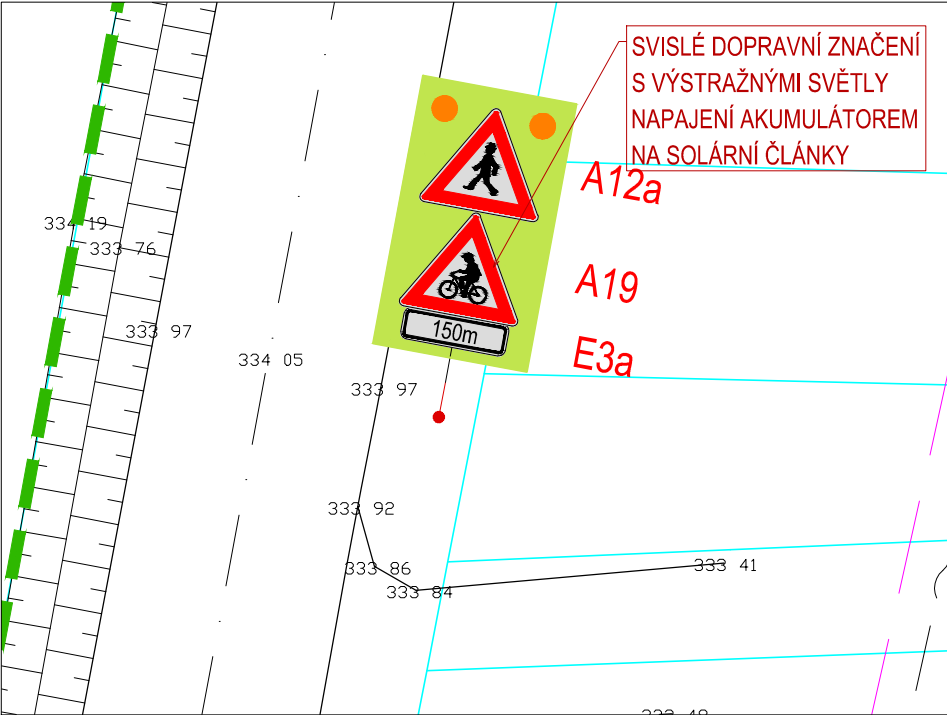 SVISLÉ DOPRAVNÍ ZNAČENÍ
S VÝSTRAŽNÝMI SVĚTLY
NAPAJENÍ AKUMULÁTOREM
NA SOLÁRNÍ ČLÁNKY
A12a
A19
150m
E3a
334 19
333 76
333 97
334 05
333 97
333 92
333 86
333 84
333 41